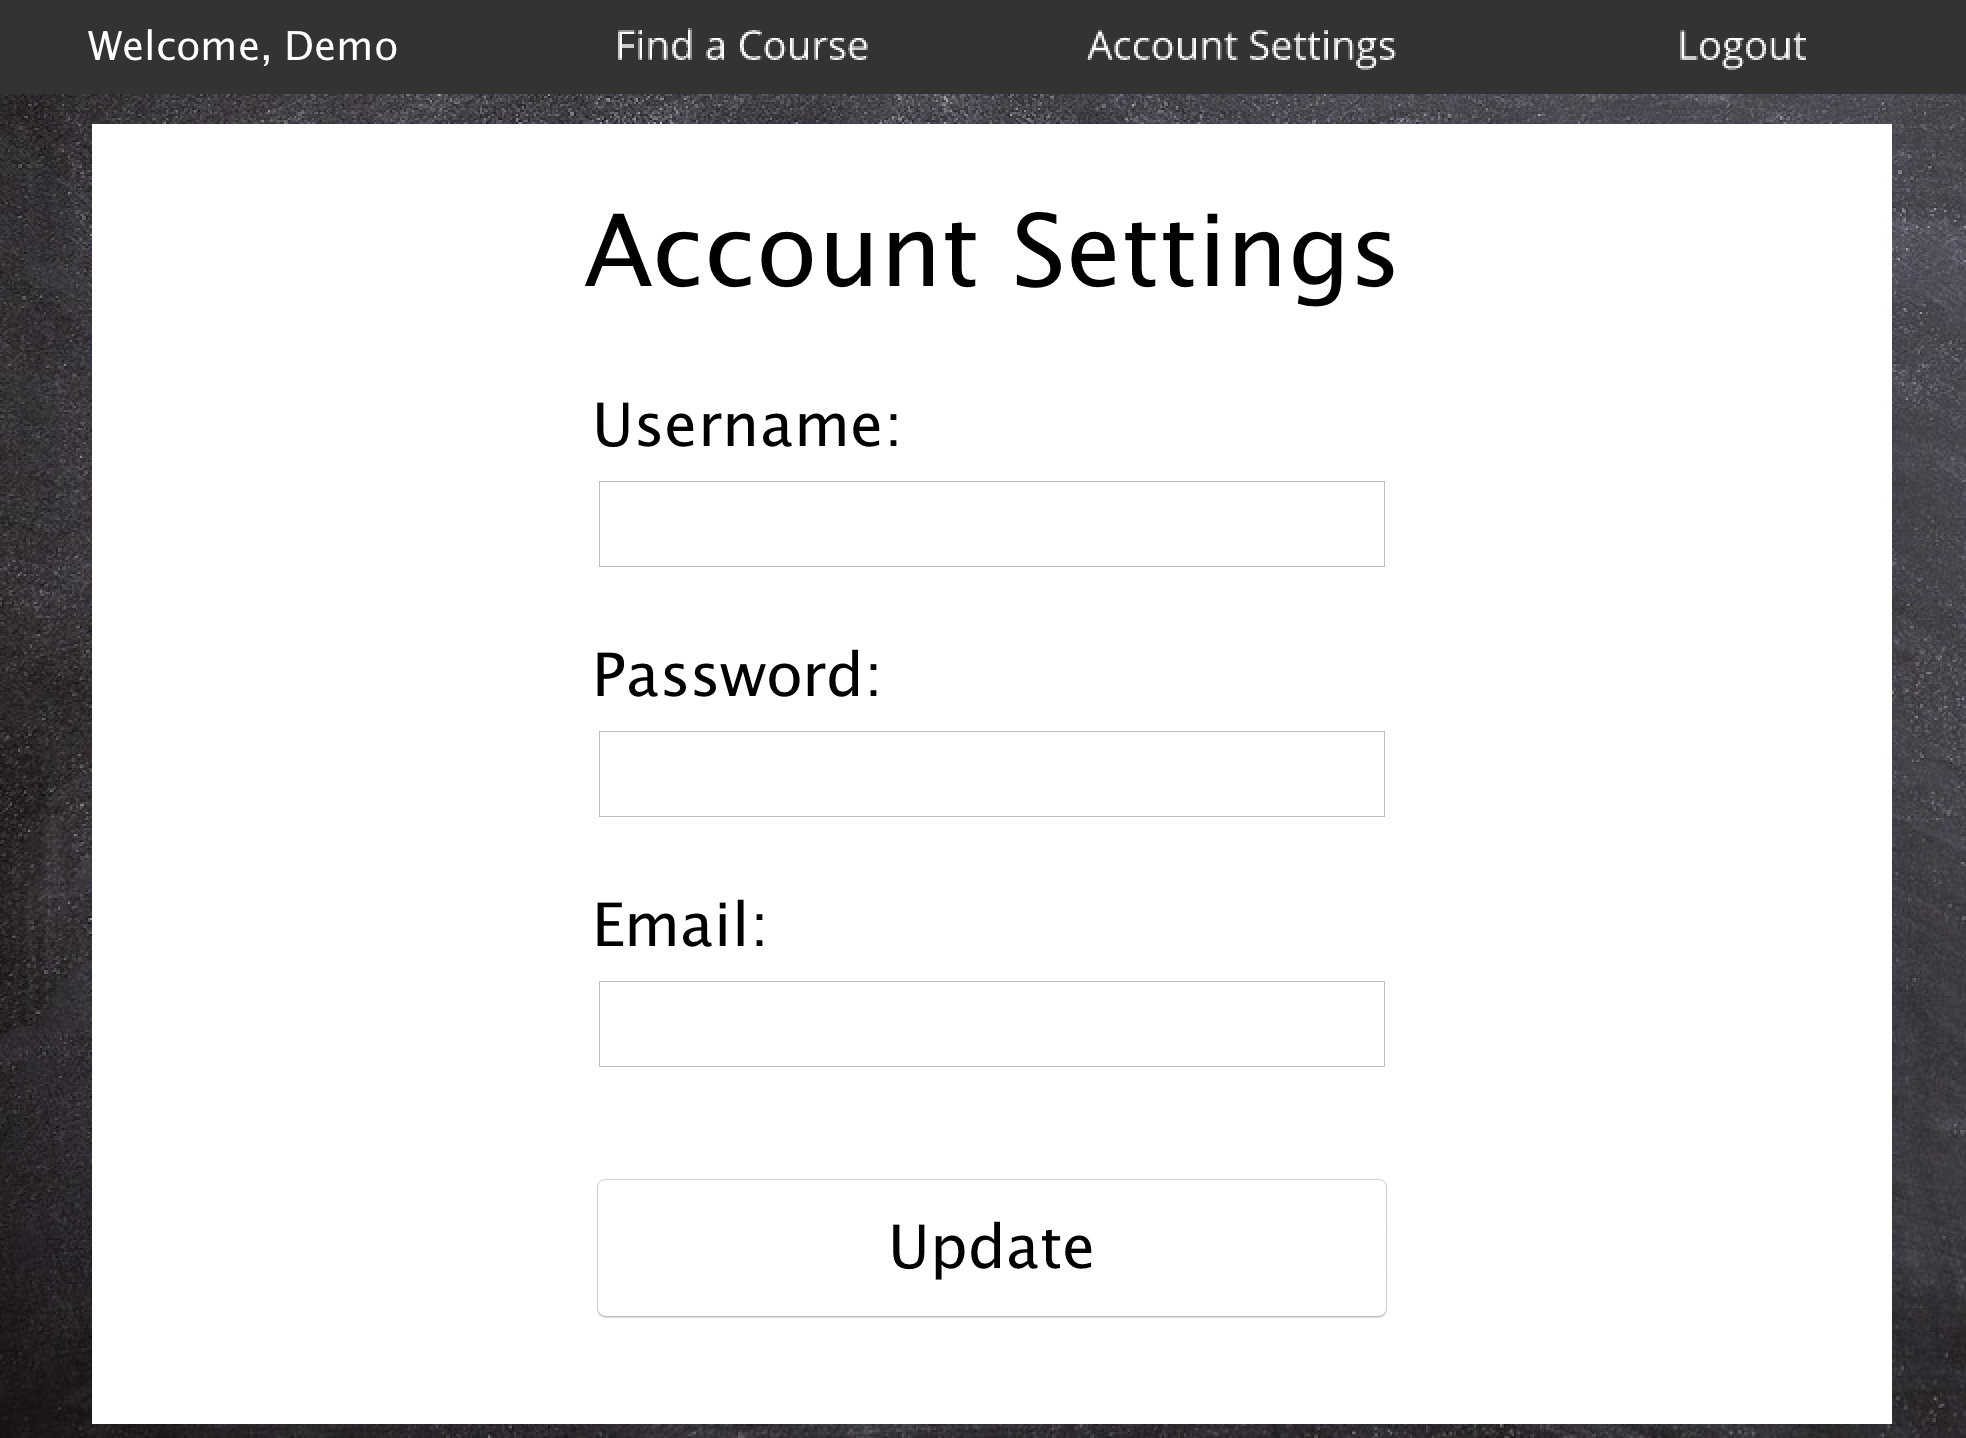 Welcome, Demo
Find a Course
Account Settings
Logout
Account Settings
Username:
Password:
Email:
Update